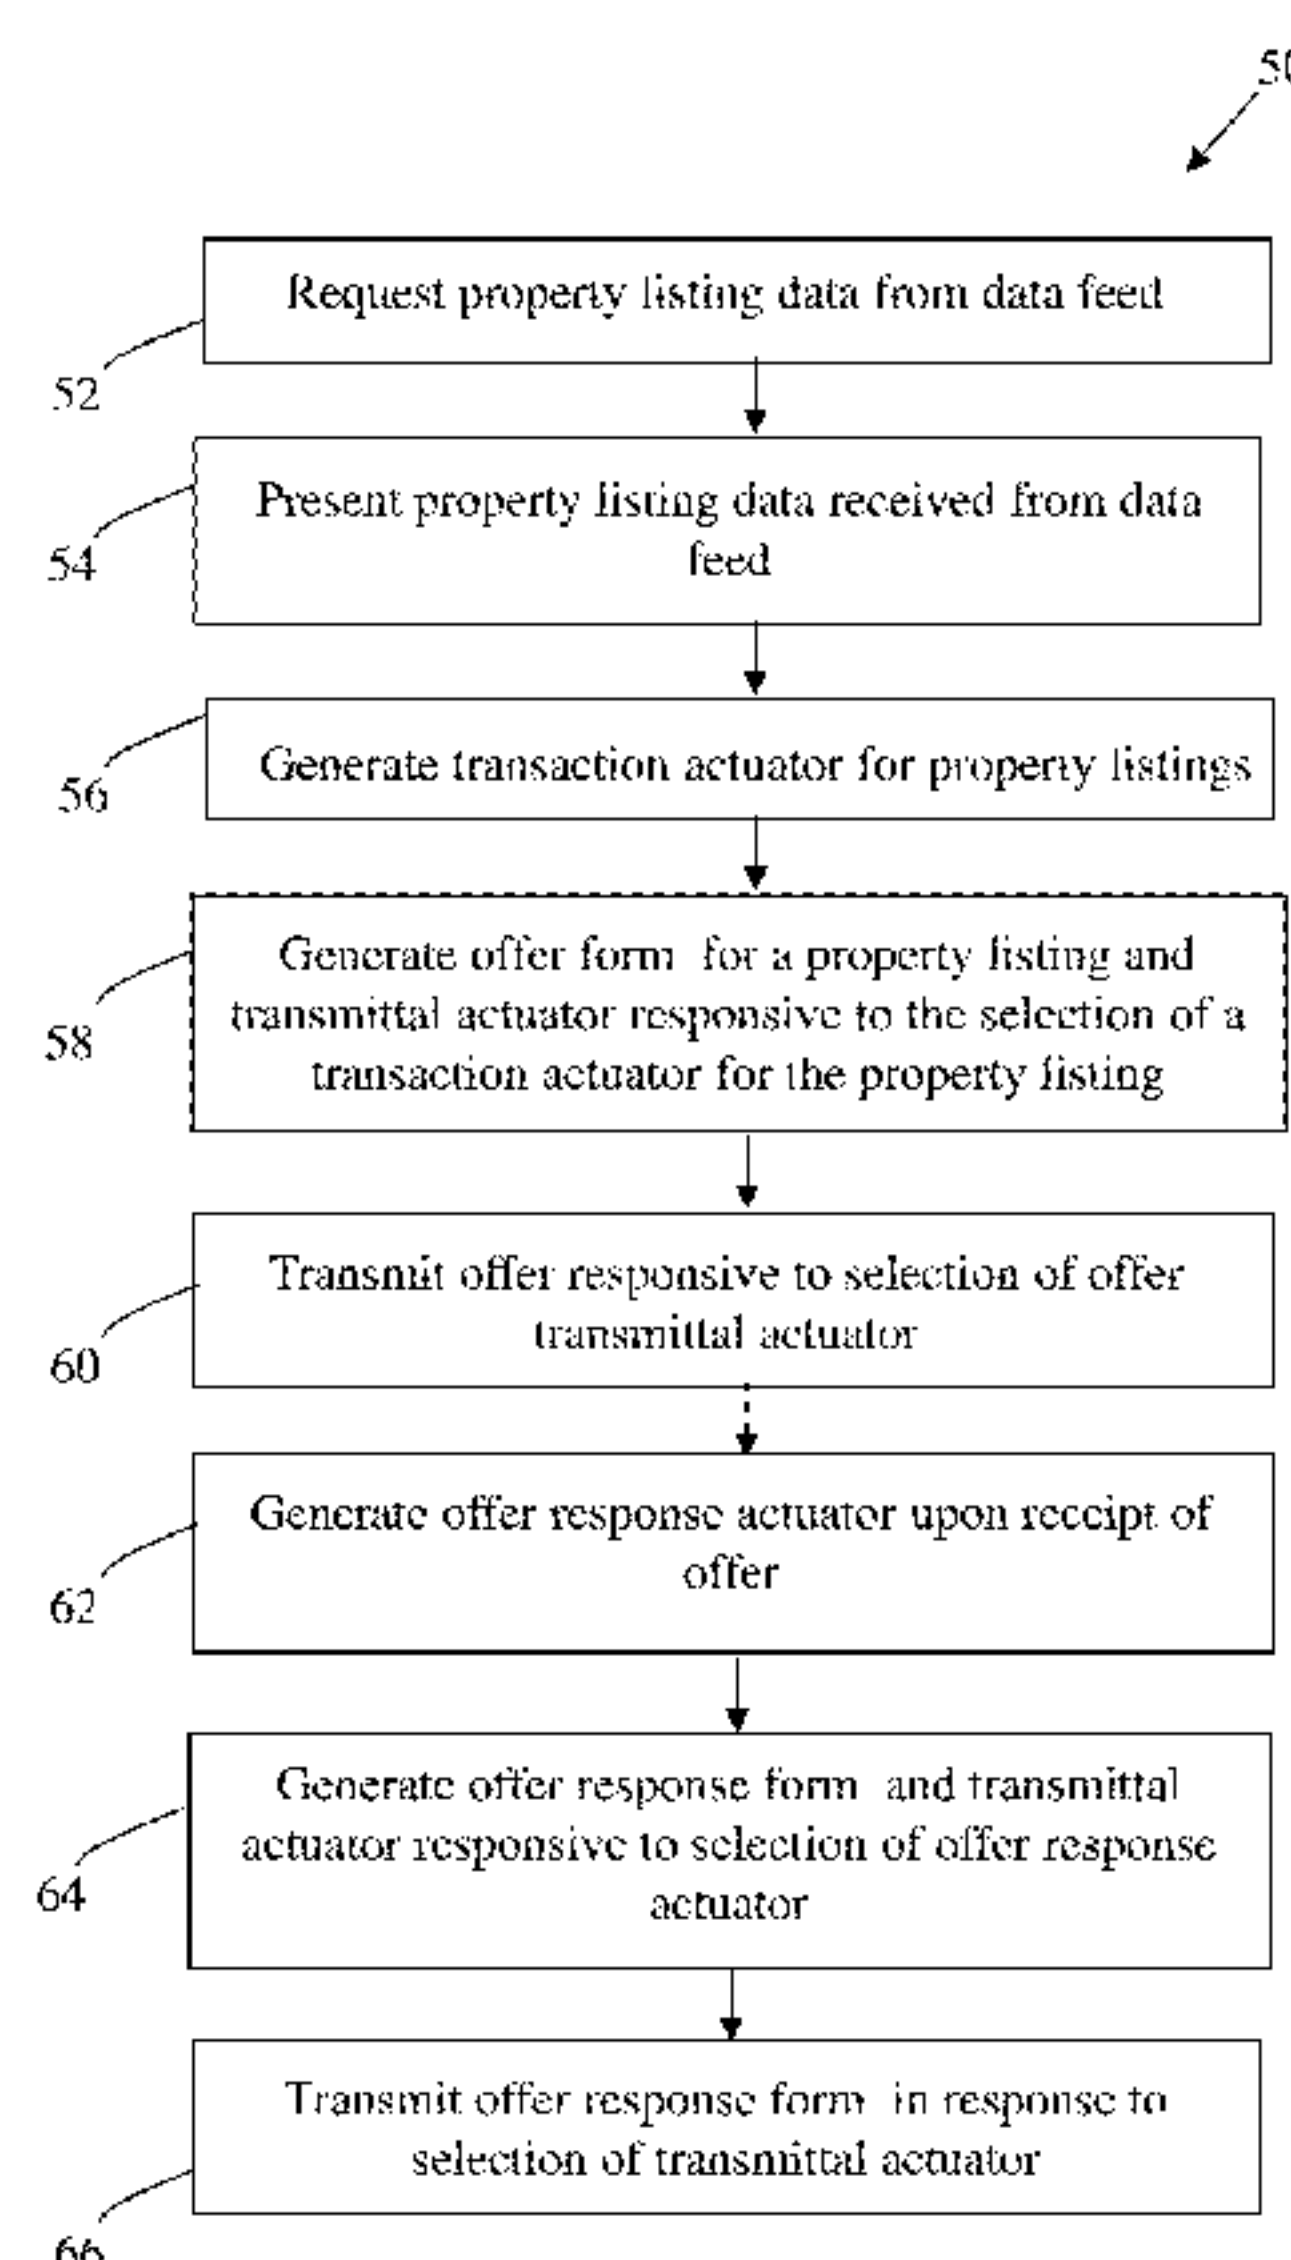 50
Request property listing data from data feed
52
Present property listing data received from data
feed
54
Generate transaction actuator for property listings
56
Generate offer form for a property listing and
transmittal actuator responsive to the selection of a
transaction actuator for the property listing
58
Transmit offer responsive to selection of offer
transmittal actuator
60
Generate offer response actuator upon receipt of
offer
62
Generate offer response form and transmittal
actuator responsive to selection of offer response
actuator
64
Transmit offer response form in response to
selection of transmittal actuator
66